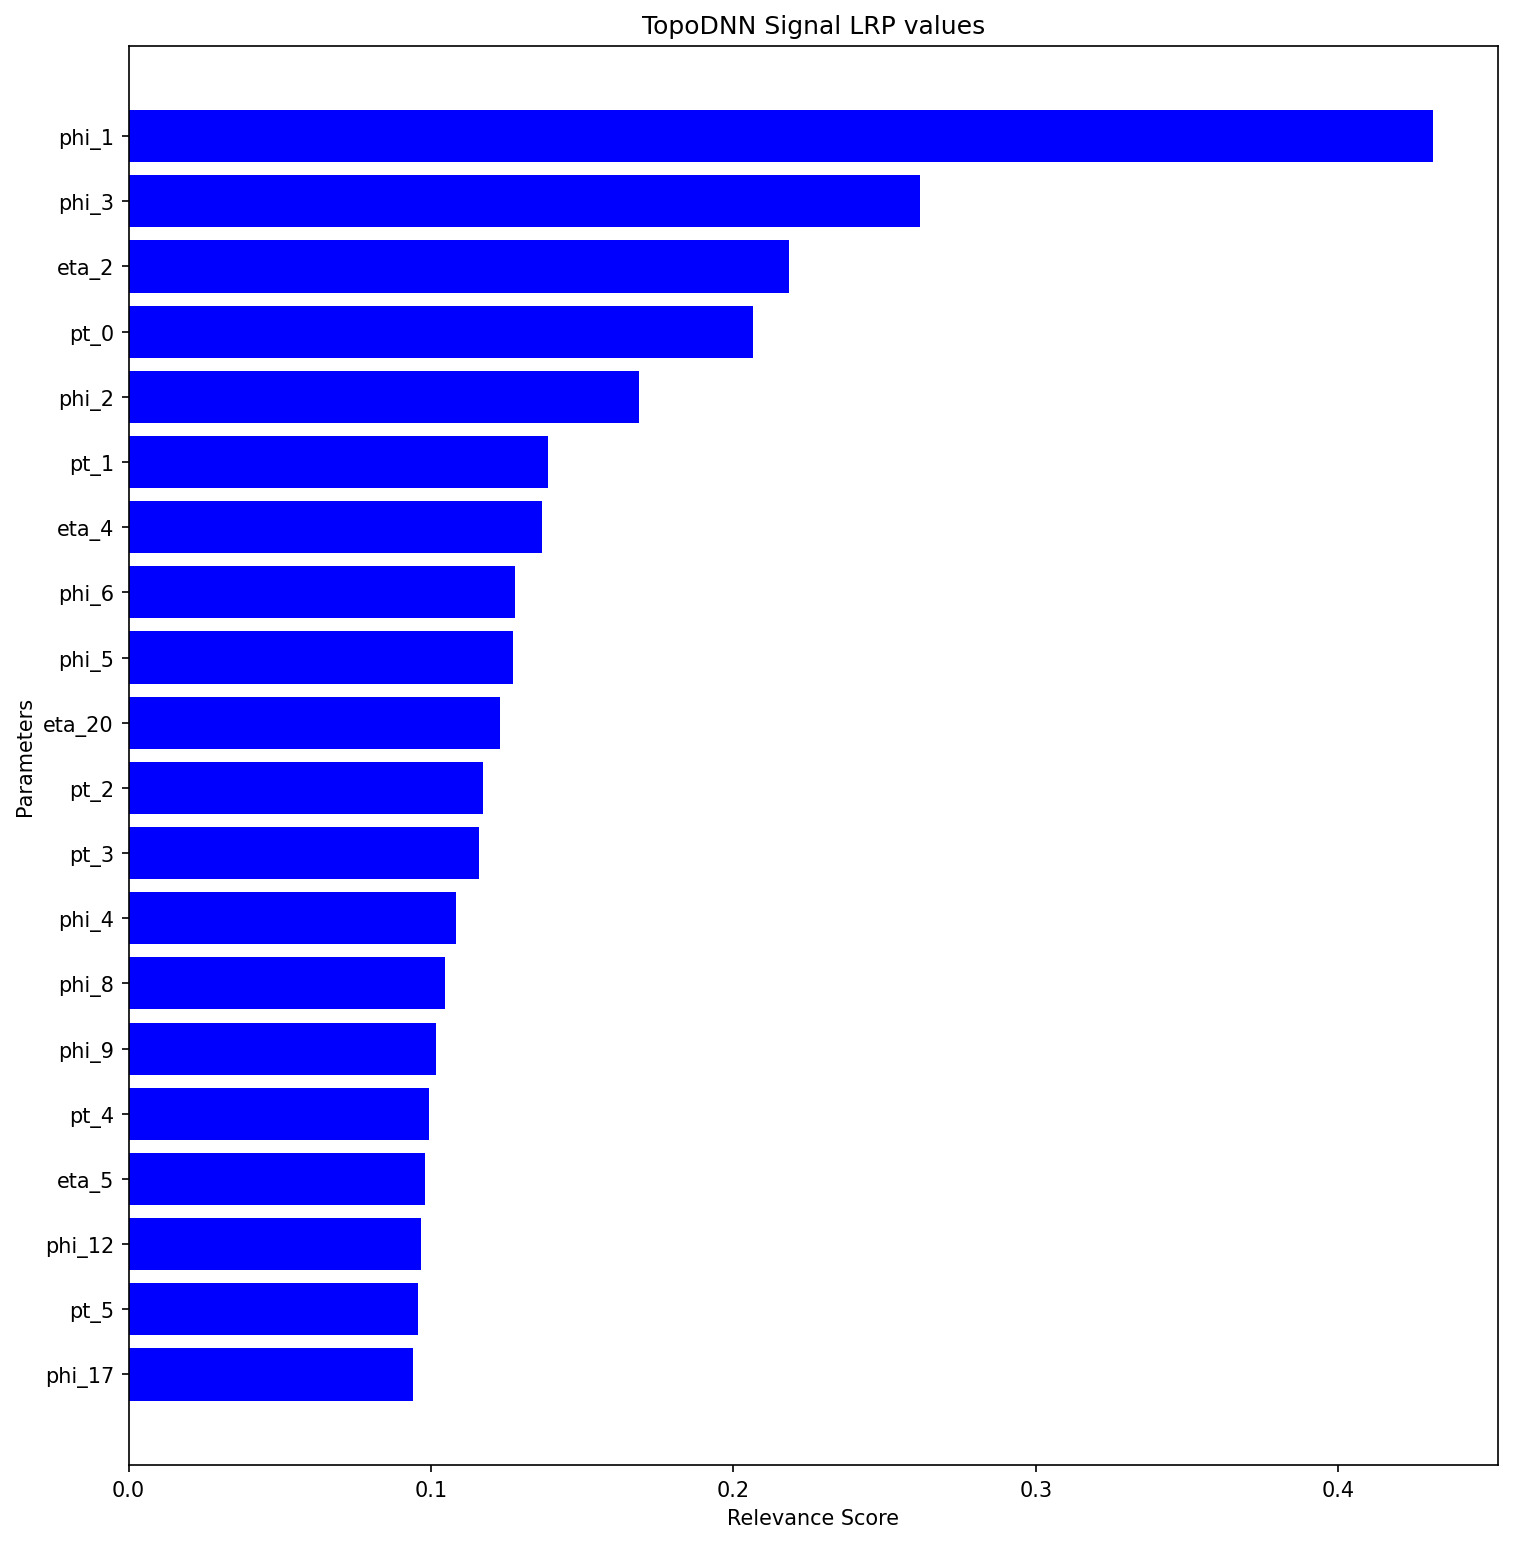 TopoDNN Signal LRP values
phi_1
phi_3
eta_2
pt_0
phi_2
pt_1
eta_4
phi_6
phi_5
eta_20
pt_2
pt_3
phi_4
phi_8
phi_9
pt_4
eta_5
phi_12
pt_5
phi_17
Parameters
0.0 0.1 0.2 0.3 0.4
Relevance Score